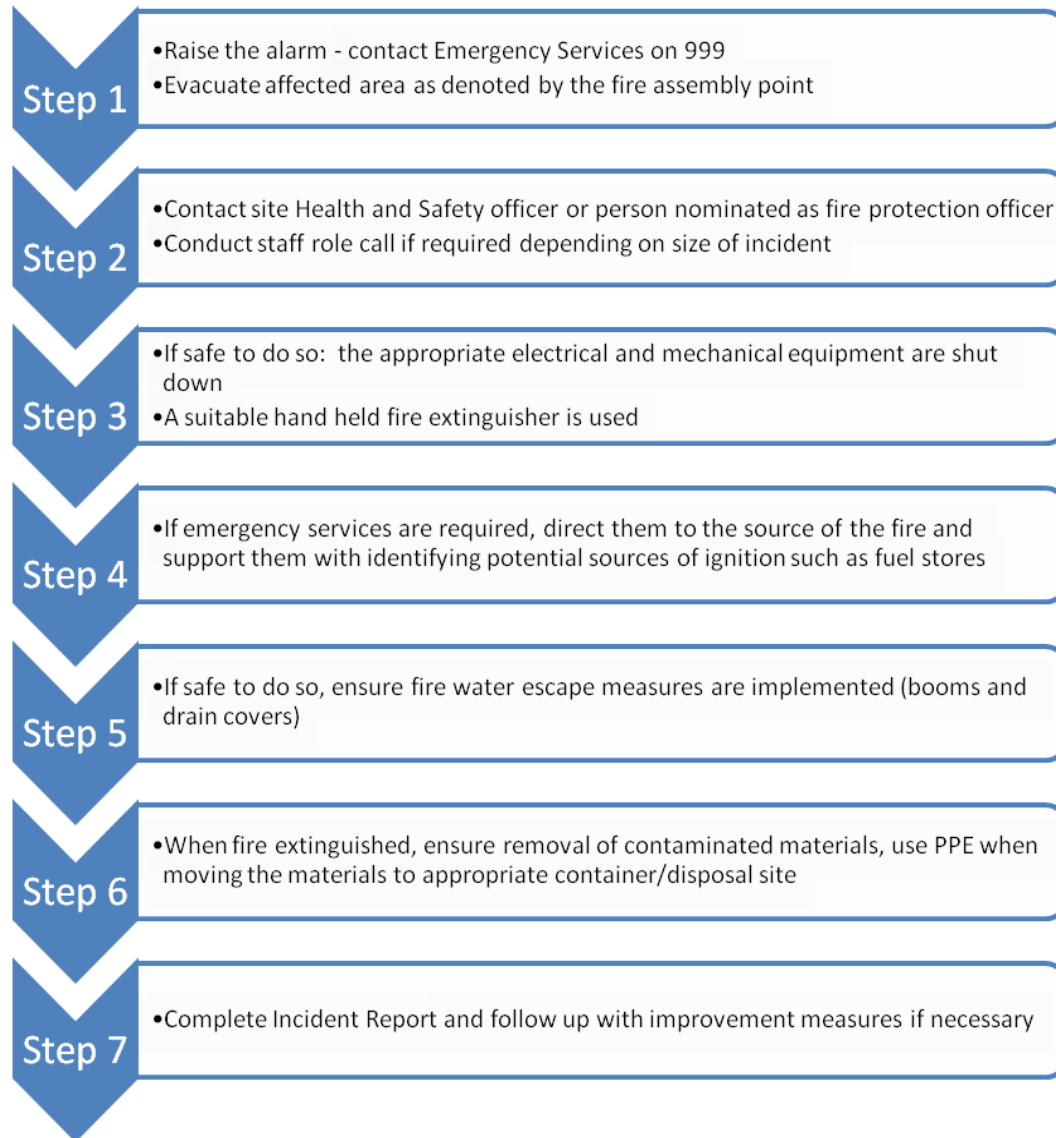 Step 1
•Raise the alarm - contact Emergency Services on 999
•Evacuate affected area as denoted by the fire assembly point
Step 2
•Contact site Health and Safety officer or person nominated as fire protection officer
•Conduct staff role call if required depending on size of incident
Step 3
•If safe to do so:  the appropriate electrical and mechanical equipment are shut
down
•A suitable hand held fire extinguisher is used
Step 4
•If emergency services are required, direct them to the source of the fire and
support them with identifying potential sources of ignition such as fuel stores
Step 5
•If safe to do so, ensure fire water escape measures are implemented (booms and
drain covers)
Step 6
•When fire extinguished, ensure removal of contaminated materials, use PPE when
moving the materials to appropriate container/disposal site
Step 7
•Complete Incident Report and follow up with improvement measures if necessary